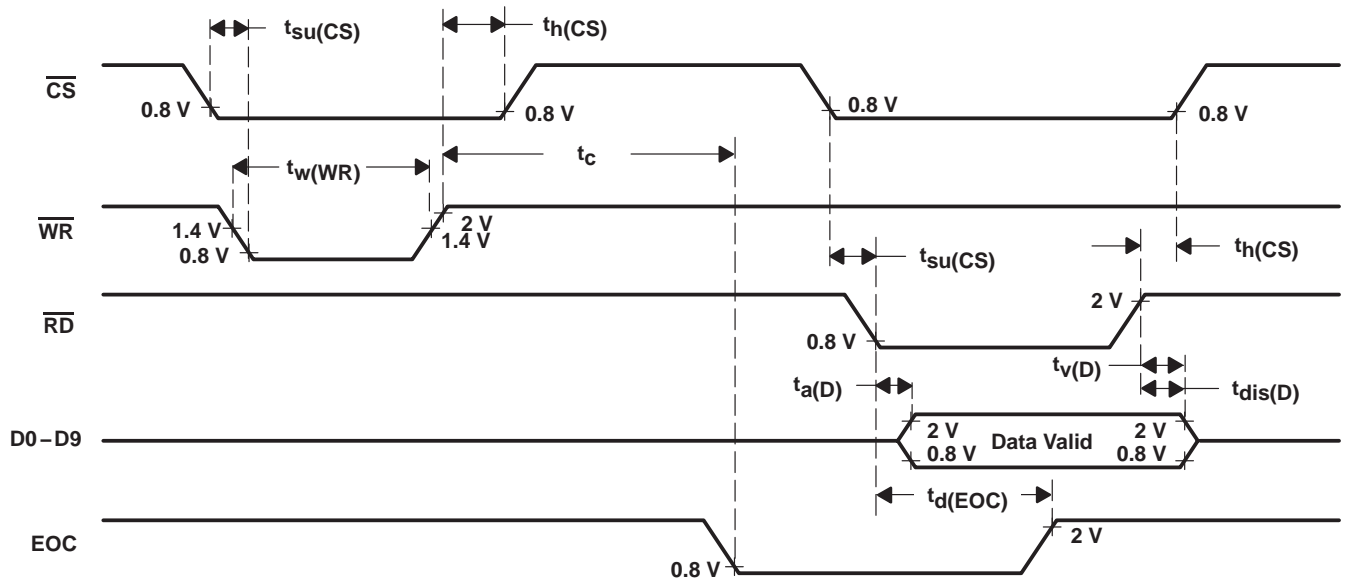 tsu(CS)
th(CS)
CS
0.8 V
0.8 V
0.8 V
0.8 V
tw(WR)
tc
WR
1.4 V
0.8 V
2 V
1.4 V
tsu(CS)
th(CS)
RD
0.8 V
2 V
ta(D)
tv(D)
tdis(D)
D0–D9
2 V
Data Valid
2 V
0.8 V
0.8 V
td(EOC)
EOC
0.8 V
2 V